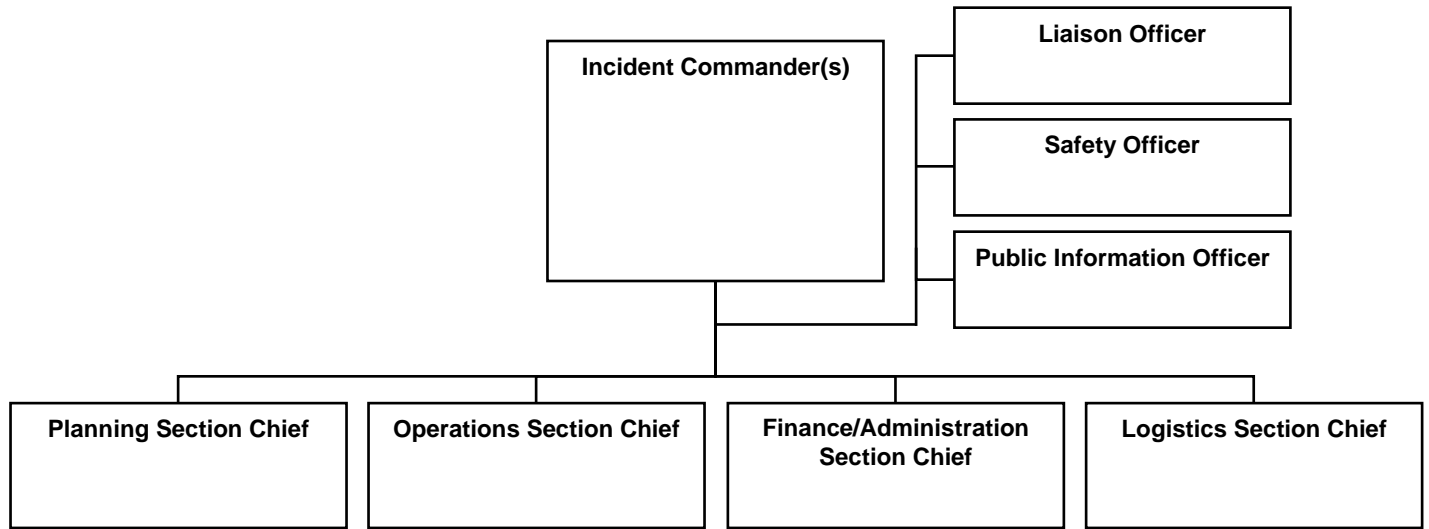 Liaison Officer
Incident Commander(s)
Safety Officer
Public Information Officer
Planning Section Chief
Operations Section Chief
Finance/Administration
Section Chief
Logistics Section Chief